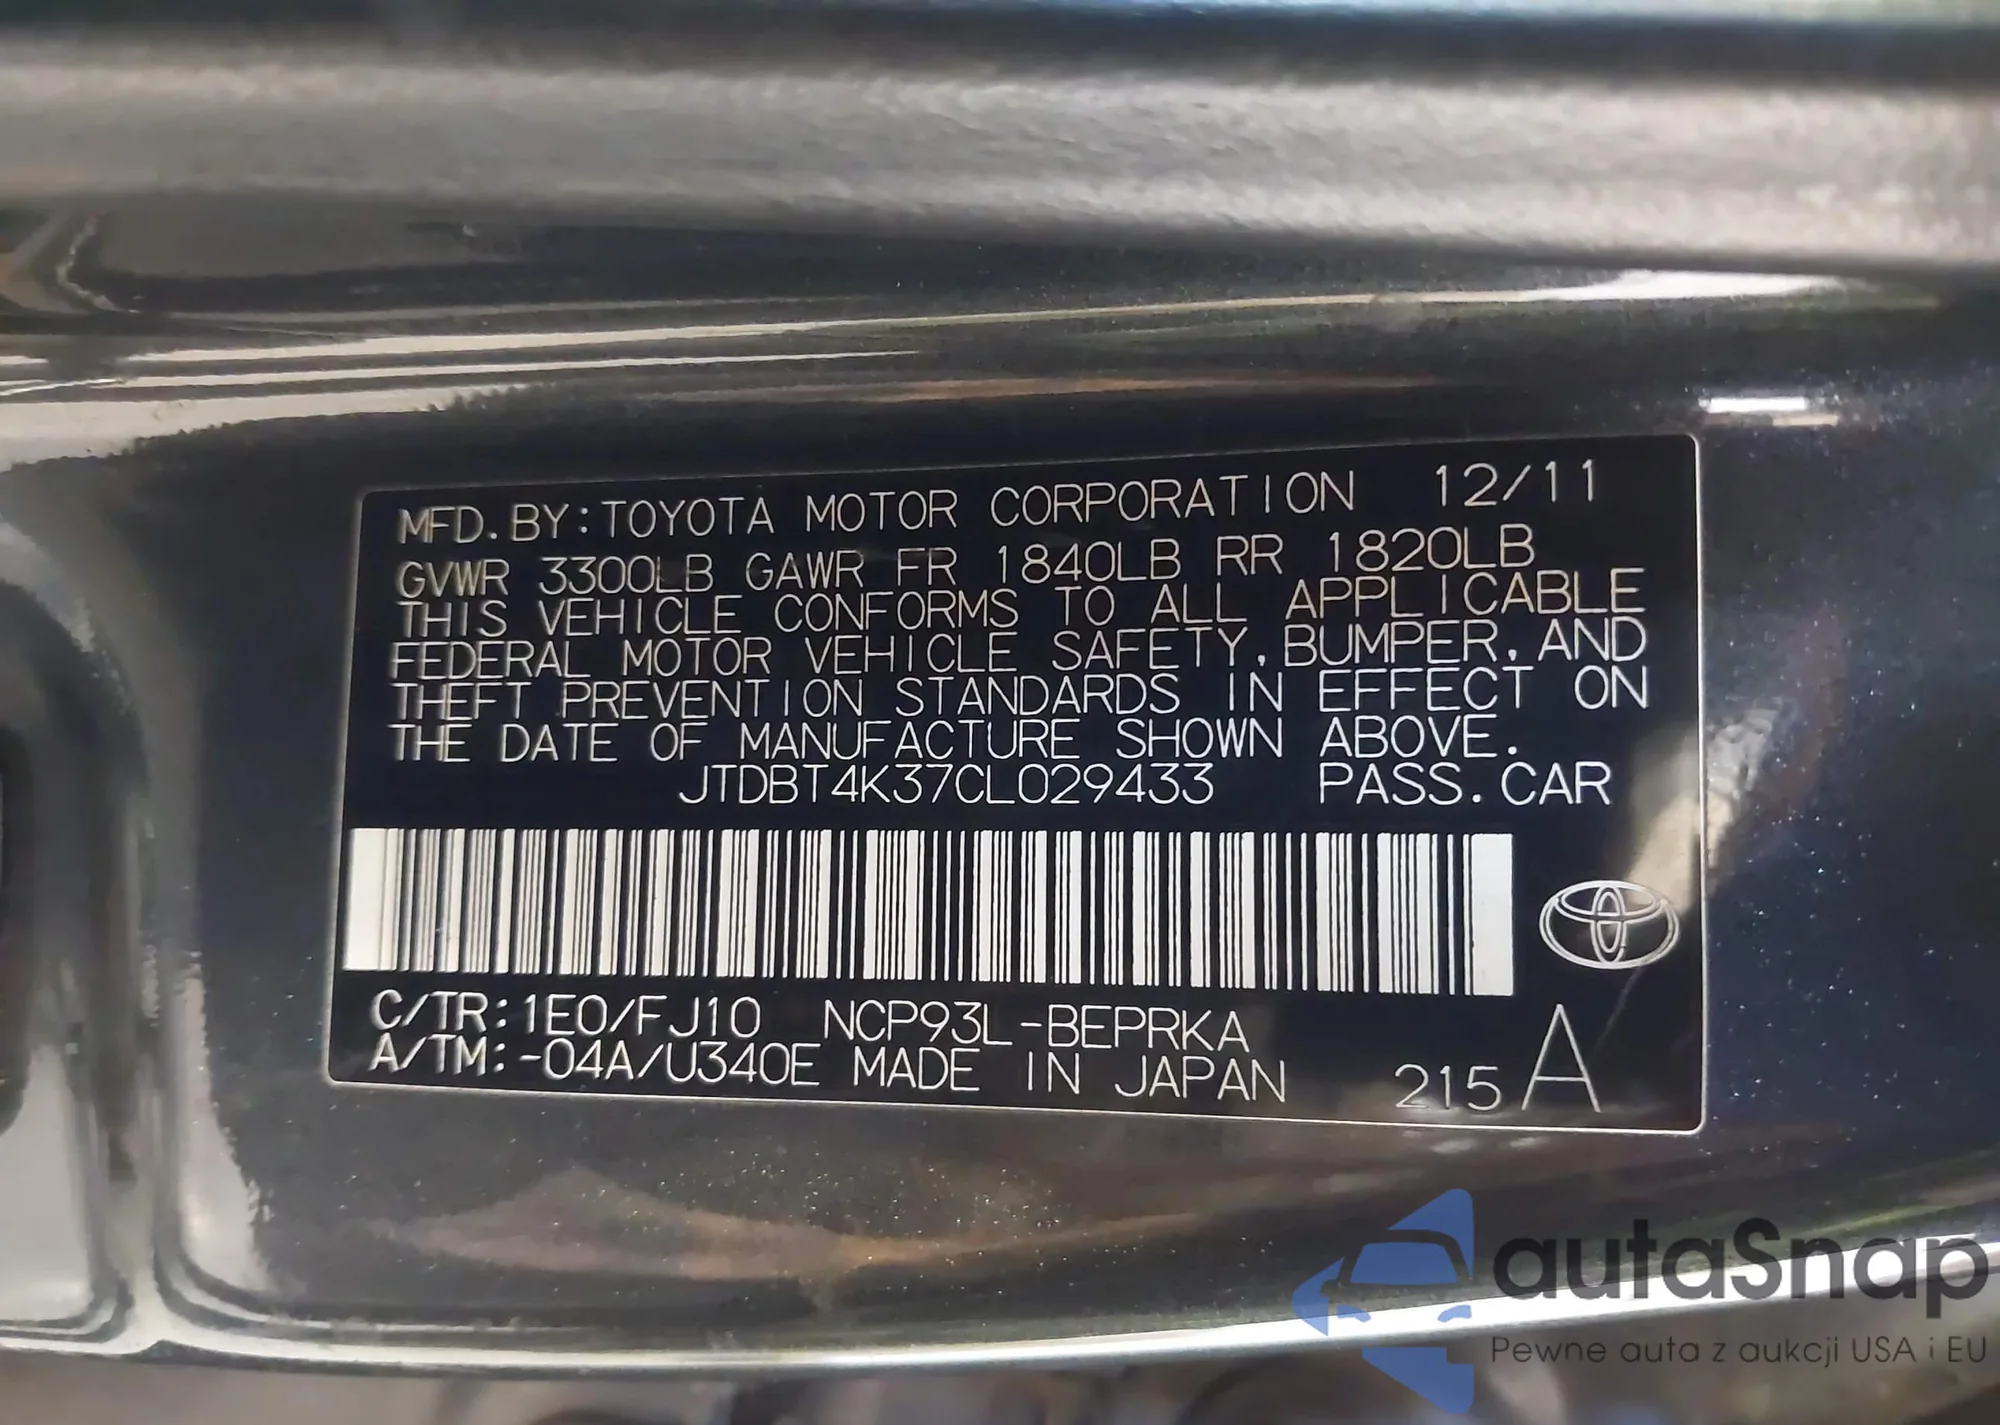 MFD. BY: TOYOTA MOTOR CORPORATION 12/11
GVWR 3300LB GAWR FR 1840LB RR 1820LB
THIS VEHICLE CONFORMS TO ALL APPLICABLE
FEDERAL MOTOR VEHICLE SAFETY, BUMPER, AND
THEFT PREVENTION STANDARDS IN EFFECT ON
THE DATE OF MANUFACTURE SHOWN ABOVE.
JTDBT4K37CL029433 PASS. CAR
C/TR: 1E0/FJ10 NCP93L-BEPRKA
A/TM: -04A/U340E MADE IN JAPAN 215 A
autaSnap
Pewne auta z aukcji USA i EU